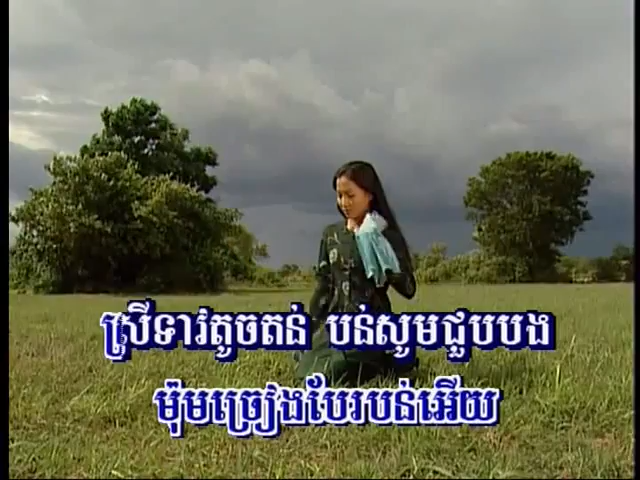 ស្រីទាវតូចតន់ បន់សូមជួបបង
ម៉ុមច្រៀងបែរបន់អើយ